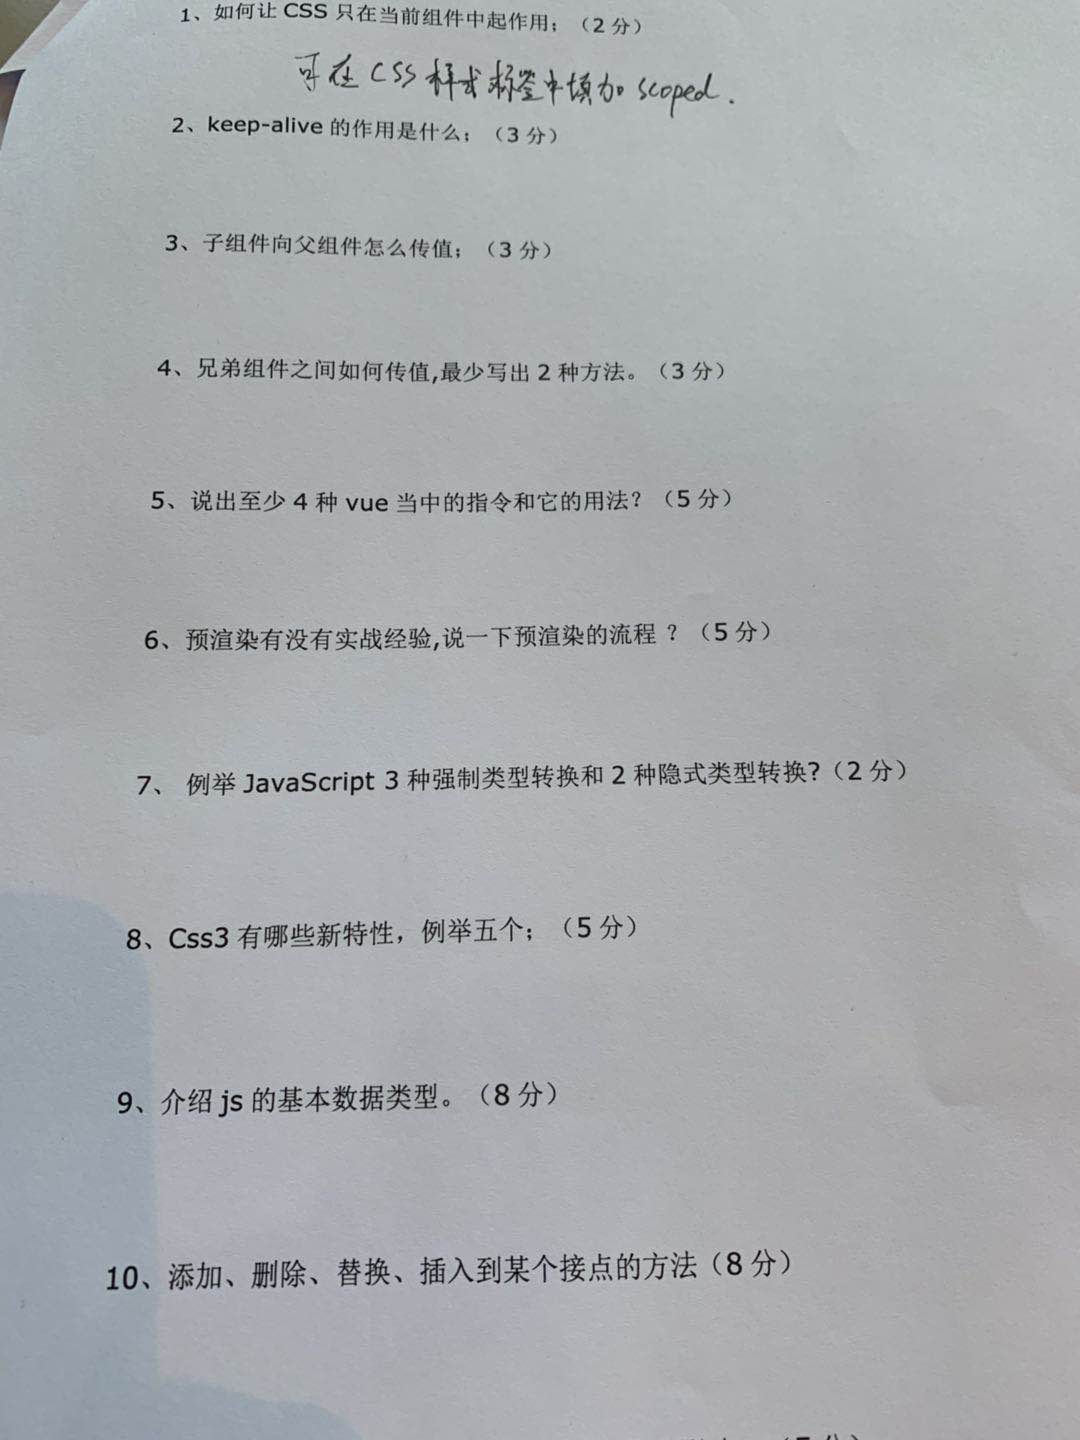 1、如何让 CSS 只在当前组件中起作用；（2 分）
可在 CSS 样式标签中填加 scoped.
2、keep-alive 的作用是什么；（3 分）
3、子组件向父组件怎么传值；（3 分）
4、兄弟组件之间如何传值,最少写出 2 种方法。（3 分）
5、说出至少 4 种 vue 当中的指令和它的用法？（5 分）
6、预渲染有没有实战经验,说一下预渲染的流程 ？（5 分）
7、 例举 JavaScript 3 种强制类型转换和 2 种隐式类型转换?（2 分）
8、Css3 有哪些新特性，例举五个；（5 分）
9、介绍 js 的基本数据类型。（8 分）
10、添加、删除、替换、插入到某个接点的方法（8 分）